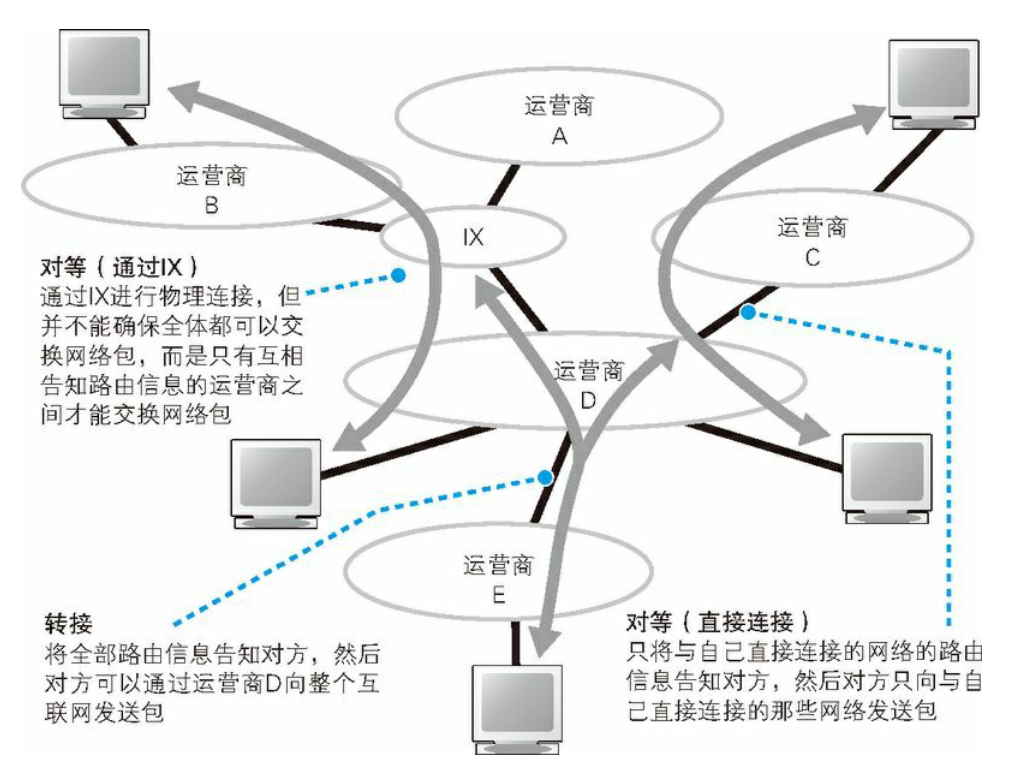 运营商
A
运营商
B
IX
运营商
C
对等（通过IX）
通过IX进行物理连接，但
并不能确保全体都可以交
换网络包，而是只有互相
告知路由信息的运营商之
间才能交换网络包
运营商
D
运营商
E
转接
将全部路由信息告知对方，然后
对方可以通过运营商D向整个互
联网发送包
对等（直接连接）
只将与自己直接连接的网络的路由
信息告知对方，然后对方只向与自
己直接连接的那些网络发送包